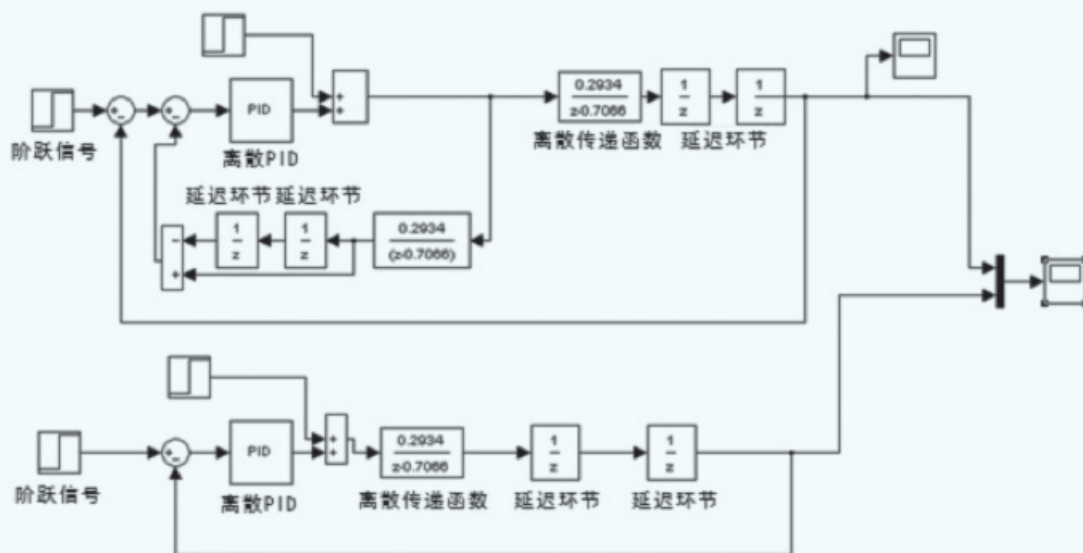 0.2934
z-0.7066
1
z
1
z
PID
阶跃信号
离散PID
离散传递函数
延迟环节
延迟环节
延迟环节
1
z
1
z
0.2934
(z-0.7066)
PID
0.2934
z-0.7066
1
z
1
z
阶跃信号
离散PID
离散传递函数
延迟环节
延迟环节